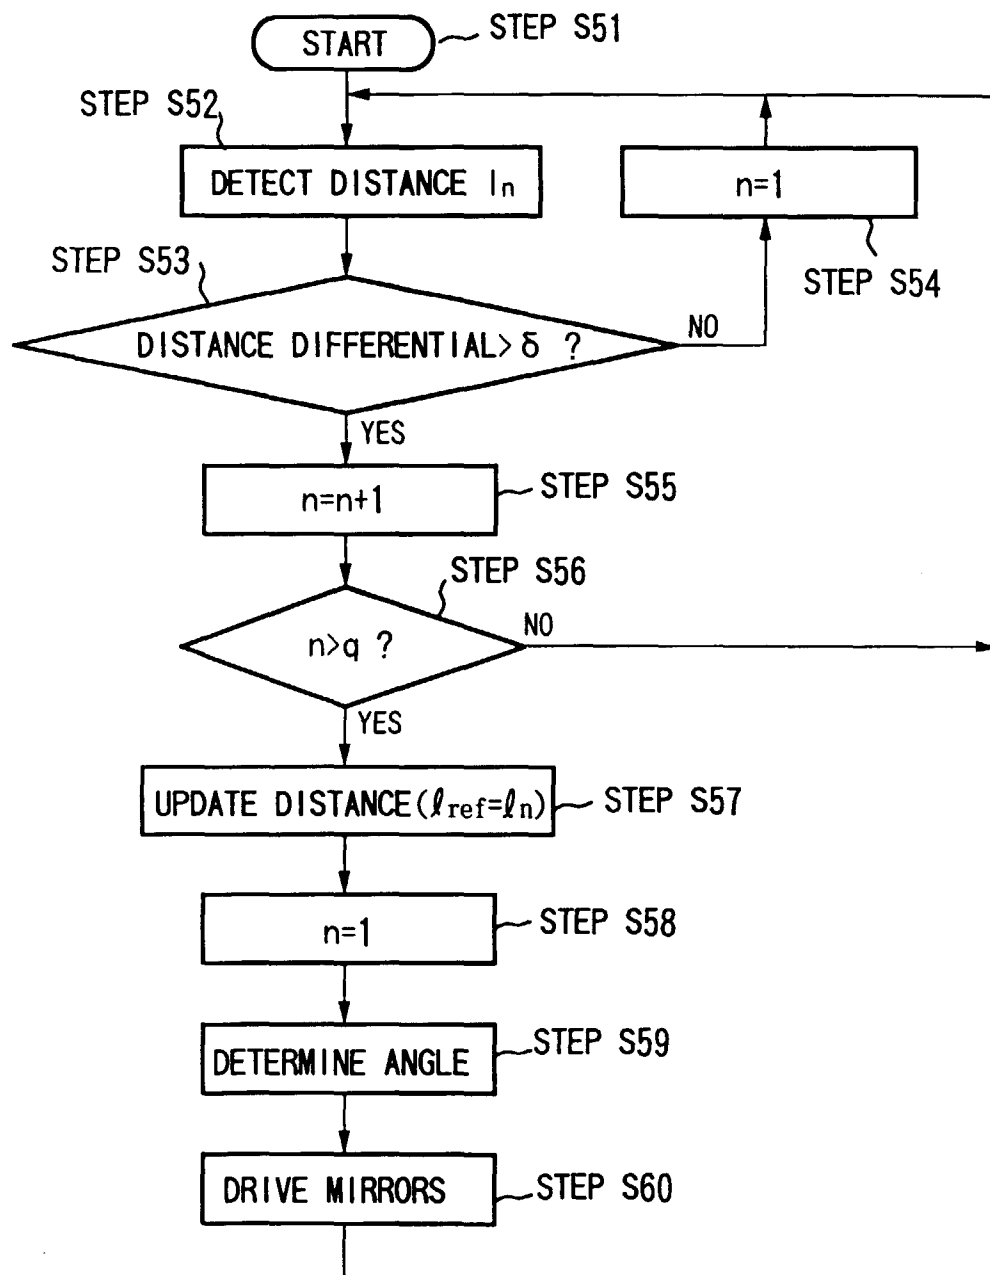 START
STEP S51
STEP S52
DETECT DISTANCE ln
n=1
STEP S54
STEP S53
DISTANCE DIFFERENTIAL>δ ?
NO
YES
n=n+1
STEP S55
STEP S56
n>q ?
NO
YES
UPDATE DISTANCE(ℓref=ℓn)
STEP S57
n=1
STEP S58
DETERMINE ANGLE
STEP S59
DRIVE MIRRORS
STEP S60